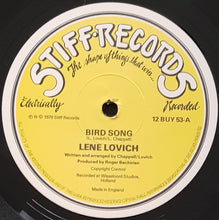 STIFF-RECORDS
The shape of things that win...
Electrically
Recorded
℗ © 1979 Stiff Records
12 BUY 53-A
BIRD SONG
(L. Lovich/L. Chappell)
LENE LOVICH
Written and arranged by Chappell/Lovich
Produced by Roger Bechirian
Copyright Control
Recorded at Wisseloord Studios,
Holland
Made in England